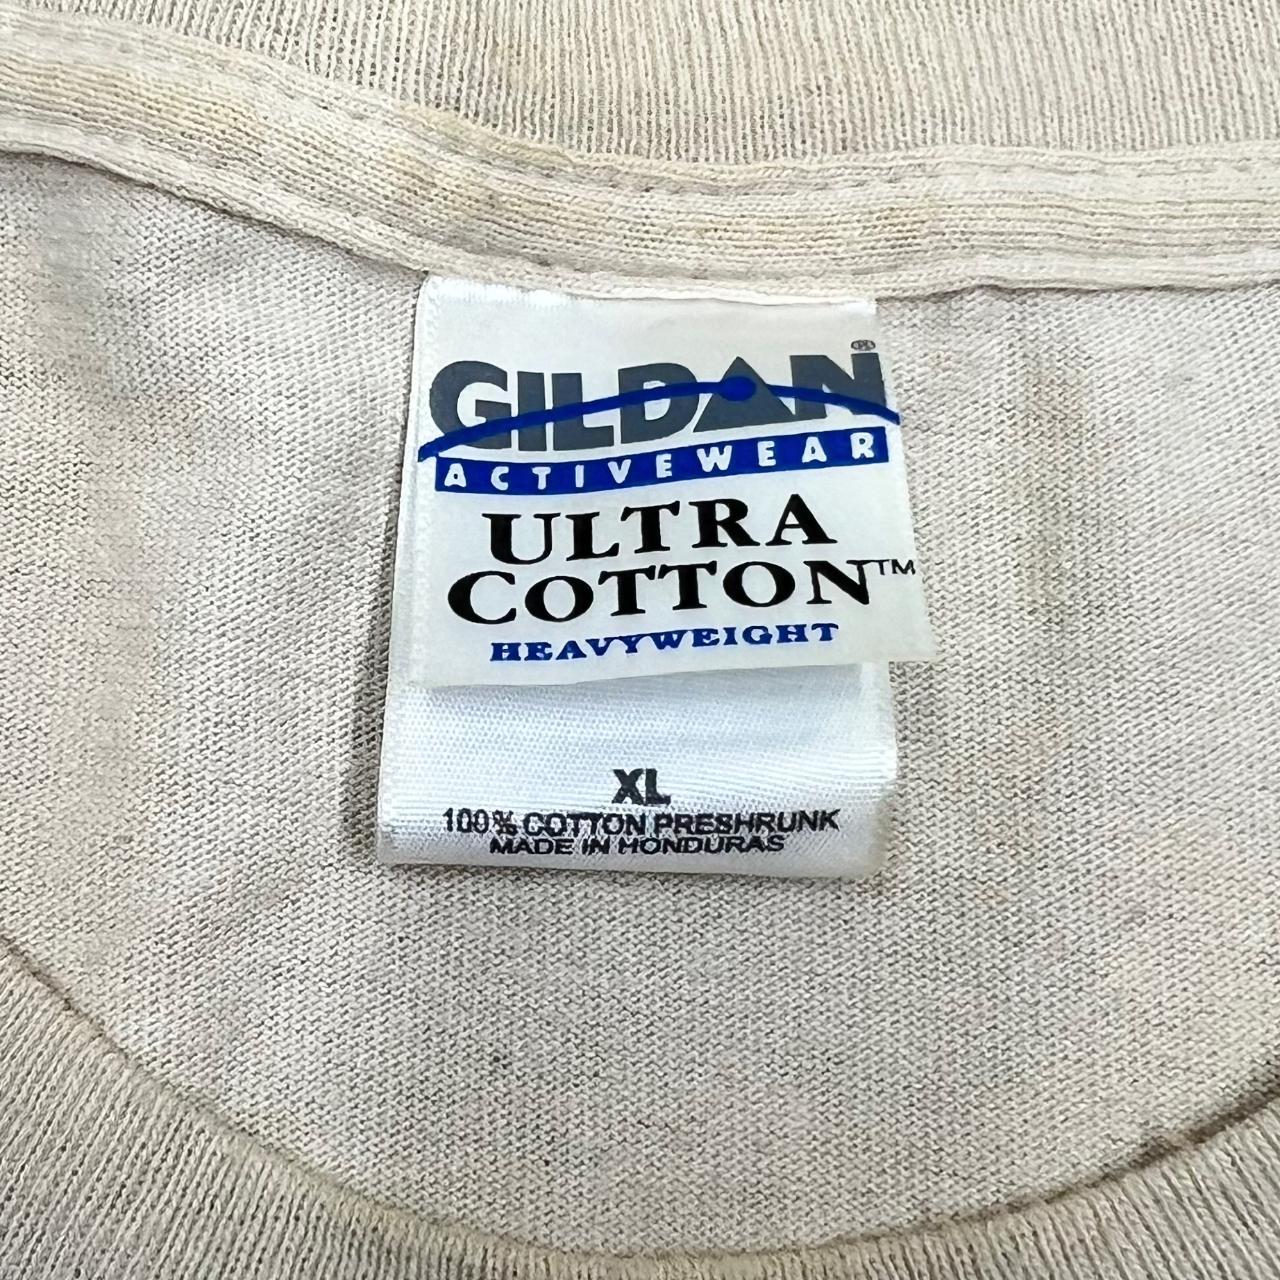 GILDAN®
ACTIVEWEAR
ULTRA
COTTON™
HEAVYWEIGHT
XL
100% COTTON PRESHRUNK
MADE IN HONDURAS